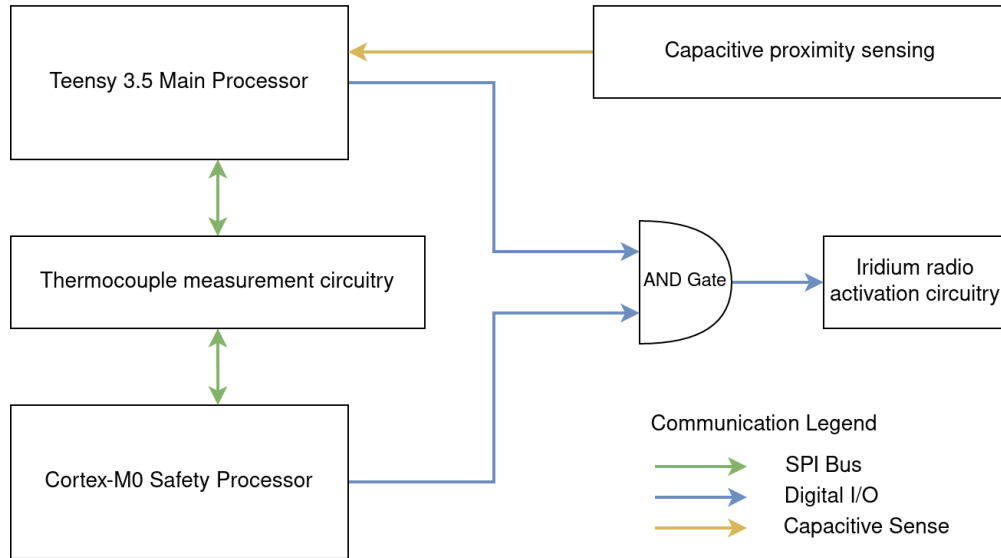 Teensy 3.5 Main Processor
Capacitive proximity sensing
Thermocouple measurement circuitry
AND Gate
Iridium radio
activation circuitry
Cortex-M0 Safety Processor
Communication Legend
SPI Bus
Digital I/O
Capacitive Sense